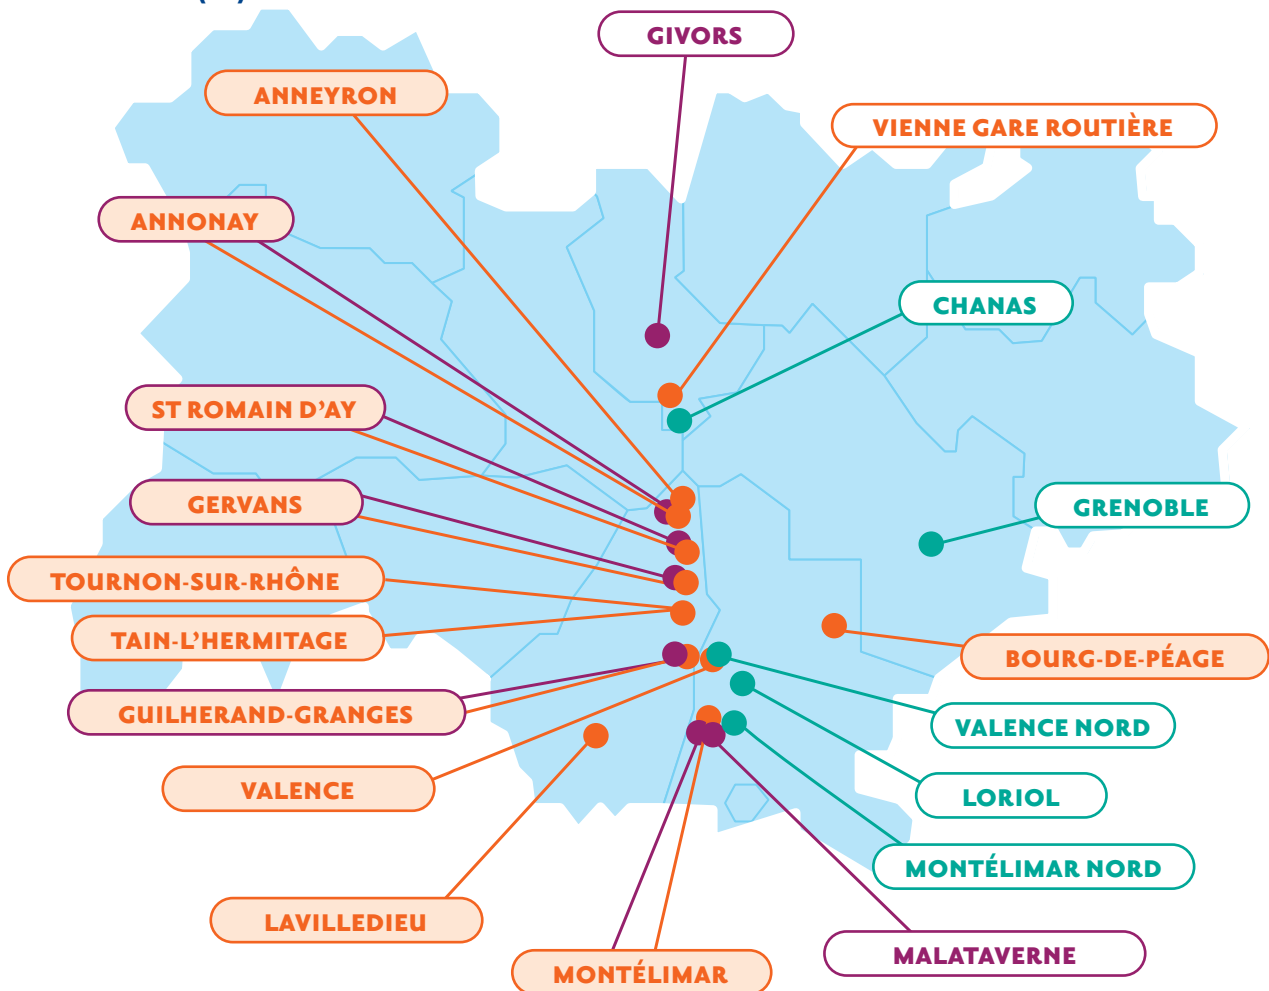 GIVORS
ANNEYRON
VIENNE GARE ROUTIÈRE
ANNONAY
CHANAS
ST ROMAIN D'AY
GERVANS
GRENOBLE
TOURNON-SUR-RHÔNE
TAIN-L'HERMITAGE
BOURG-DE-PÉAGE
GUILHERAND-GRANGES
VALENCE NORD
VALENCE
LORIOL
MONTÉLIMAR NORD
LAVILLEDIEU
MALATAVERNE
MONTÉLIMAR